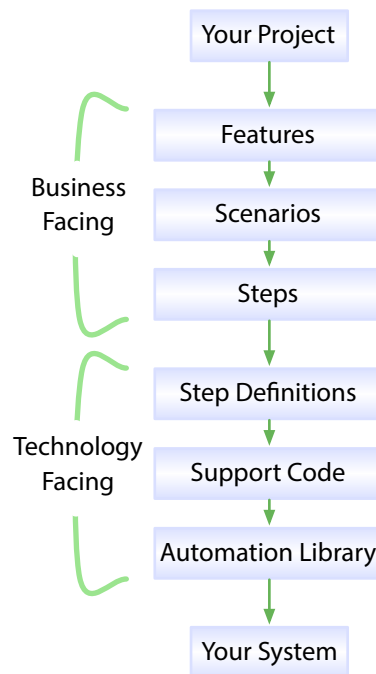 Your Project
Features
Business
Facing
Scenarios
Steps
Step Definitions
Technology
Facing
Support Code
Automation Library
Your System